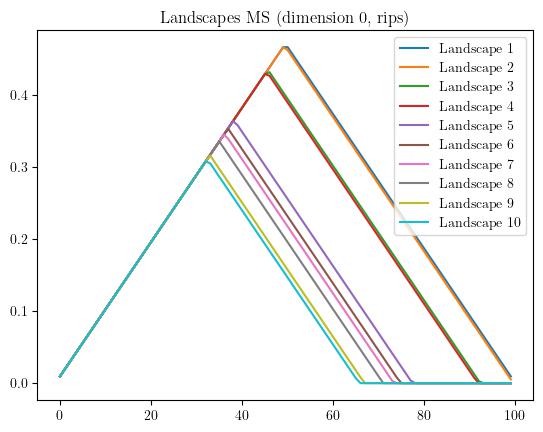 Landscapes MS (dimension 0, rips)
Landscape 1
Landscape 2
Landscape 3
Landscape 4
Landscape 5
Landscape 6
Landscape 7
Landscape 8
Landscape 9
Landscape 10
0.4
0.3
0.2
0.1
0.0
0 20 40 60 80 100